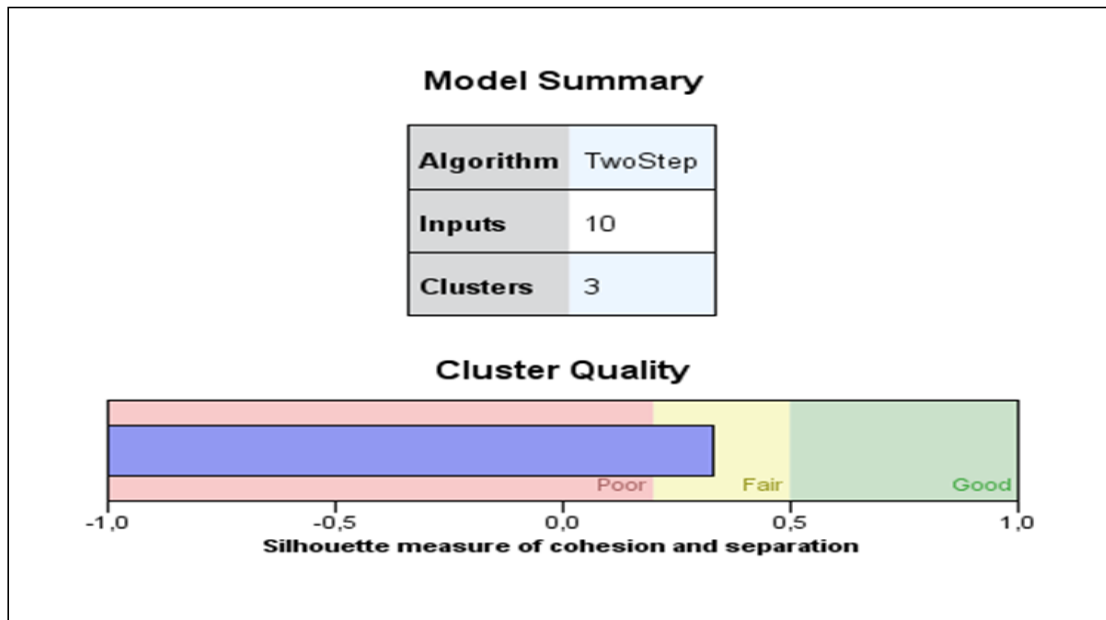 Model Summary
Algorithm TwoStep
Inputs 10
Clusters 3
Cluster Quality
Poor Fair Good
-1,0 -0,5 0,0 0,5 1,0
Silhouette measure of cohesion and separation